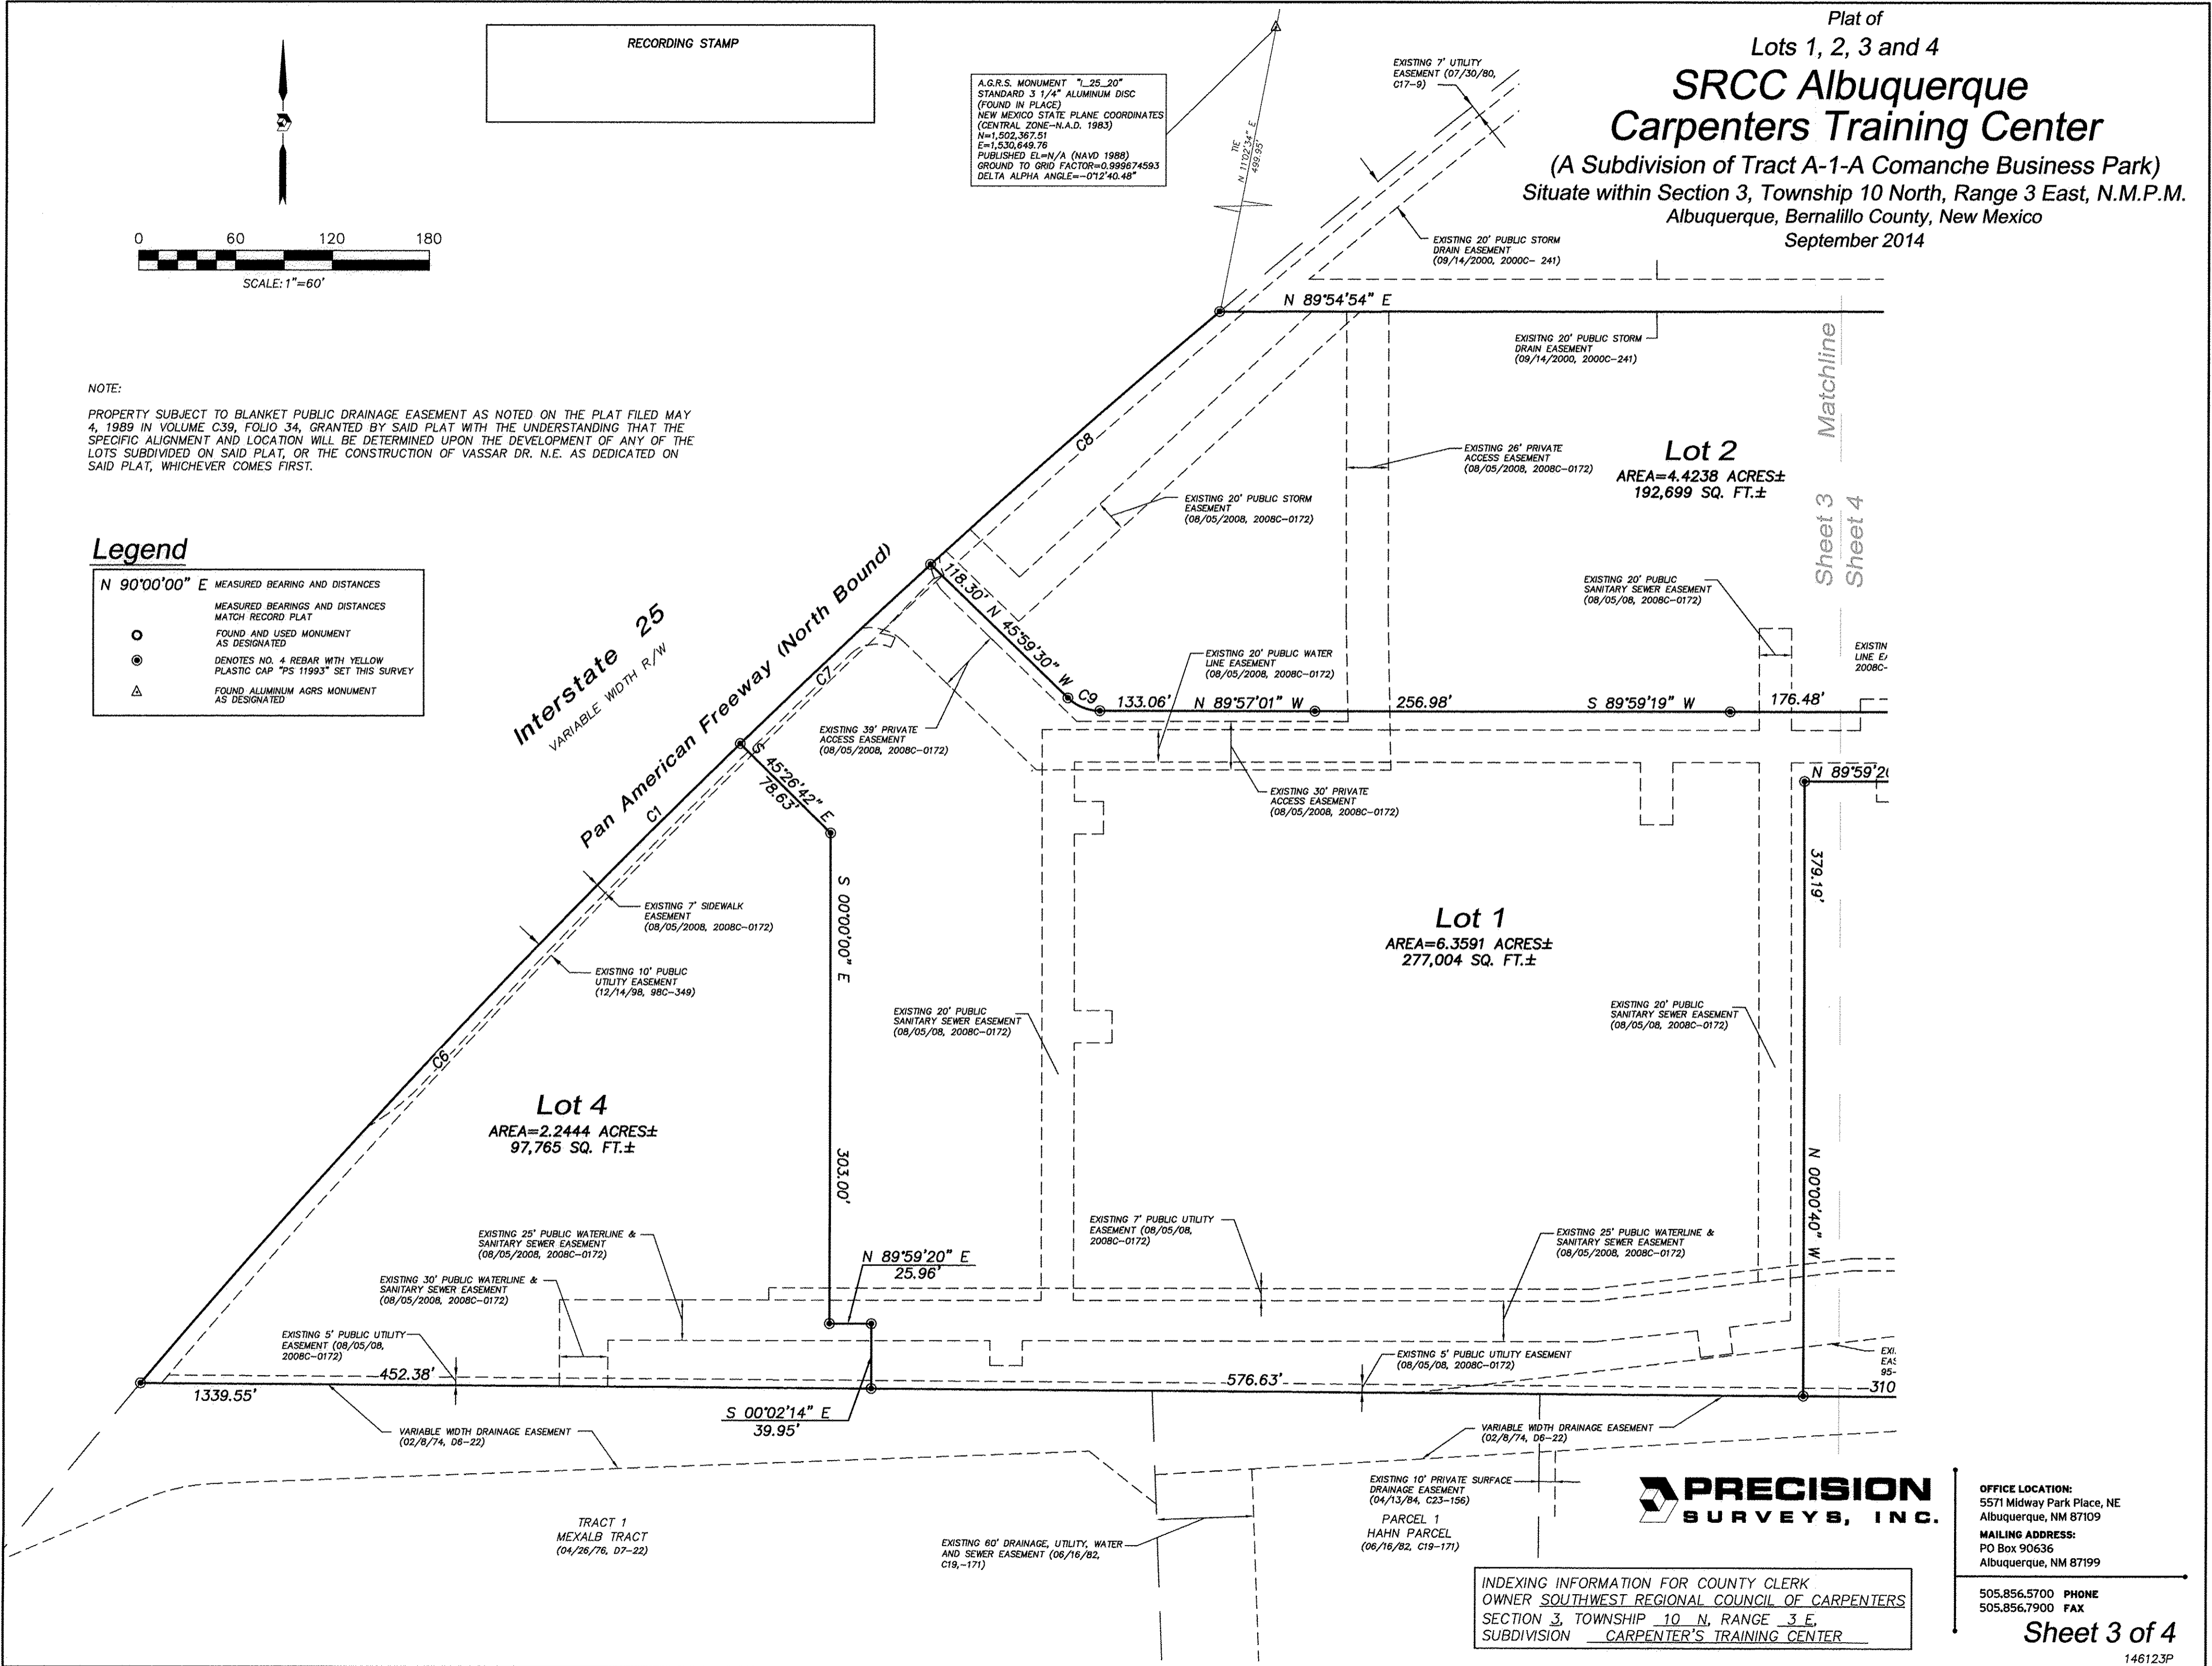 RECORDING STAMP
Plat of
Lots 1, 2, 3 and 4
SRCC Albuquerque
Carpenters Training Center
(A Subdivision of Tract A-1-A Comanche Business Park)
Situate within Section 3, Township 10 North, Range 3 East, N.M.P.M.
Albuquerque, Bernalillo County, New Mexico
September 2014
A.G.R.S. MONUMENT "I_25_20"
STANDARD 3 1/4" ALUMINUM DISC
(FOUND IN PLACE)
NEW MEXICO STATE PLANE COORDINATES
(CENTRAL ZONE-N.A.D. 1983)
N=1,502,367.51
E=1,530,649.76
PUBLISHED EL=N/A (NAVD 1988)
GROUND TO GRID FACTOR=0.999674593
DELTA ALPHA ANGLE=-0°12'40.48"
EXISTING 7' UTILITY
EASEMENT (07/30/80,
C17-9)
TIE
N 11°02'34" E
499.95'
0 60 120 180
SCALE: 1"=60'
EXISTING 20' PUBLIC STORM
DRAIN EASEMENT
(09/14/2000, 2000C- 241)
N 89°54'54" E
EXISITNG 20' PUBLIC STORM
DRAIN EASEMENT
(09/14/2000, 2000C-241)
Matchline
Sheet 3
Sheet 4
NOTE:
PROPERTY SUBJECT TO BLANKET PUBLIC DRAINAGE EASEMENT AS NOTED ON THE PLAT FILED MAY
4, 1989 IN VOLUME C39, FOLIO 34, GRANTED BY SAID PLAT WITH THE UNDERSTANDING THAT THE
SPECIFIC ALIGNMENT AND LOCATION WILL BE DETERMINED UPON THE DEVELOPMENT OF ANY OF THE
LOTS SUBDIVIDED ON SAID PLAT, OR THE CONSTRUCTION OF VASSAR DR. N.E. AS DEDICATED ON
SAID PLAT, WHICHEVER COMES FIRST.
C8
EXISTING 26' PRIVATE
ACCESS EASEMENT
(08/05/2008, 2008C-0172)
Lot 2
AREA=4.4238 ACRES±
192,699 SQ. FT.±
EXISTING 20' PUBLIC STORM
EASEMENT
(08/05/2008, 2008C-0172)
Legend
N 90°00'00" E MEASURED BEARING AND DISTANCES
MEASURED BEARINGS AND DISTANCES
MATCH RECORD PLAT
FOUND AND USED MONUMENT
AS DESIGNATED
DENOTES NO. 4 REBAR WITH YELLOW
PLASTIC CAP "PS 11993" SET THIS SURVEY
FOUND ALUMINUM AGRS MONUMENT
AS DESIGNATED
Interstate 25
VARIABLE WIDTH R/W
Pan American Freeway (North Bound)
118.30' N 45°59'30" W
C9
C7
EXISTING 20' PUBLIC
SANITARY SEWER EASEMENT
(08/05/08, 2008C-0172)
EXISTING 20' PUBLIC WATER
LINE EASEMENT
(08/05/2008, 2008C-0172)
EXISTIN
LINE E
2008C-
133.06' N 89°57'01" W 256.98' S 89°59'19" W 176.48'
EXISTING 39' PRIVATE
ACCESS EASEMENT
(08/05/2008, 2008C-0172)
S 45°26'42" E
78.63'
C1
EXISTING 30' PRIVATE
ACCESS EASEMENT
(08/05/2008, 2008C-0172)
N 89°59'20
379.19'
N 00°00'40" W
S 00°00'00" E
303.00'
EXISTING 7' SIDEWALK
EASEMENT
(08/05/2008, 2008C-0172)
Lot 1
AREA=6.3591 ACRES±
277,004 SQ. FT.±
EXISTING 10' PUBLIC
UTILITY EASEMENT
(12/14/98, 98C-349)
EXISTING 20' PUBLIC
SANITARY SEWER EASEMENT
(08/05/08, 2008C-0172)
EXISTING 20' PUBLIC
SANITARY SEWER EASEMENT
(08/05/08, 2008C-0172)
C6
Lot 4
AREA=2.2444 ACRES±
97,765 SQ. FT.±
EXISTING 25' PUBLIC WATERLINE &
SANITARY SEWER EASEMENT
(08/05/2008, 2008C-0172)
EXISTING 30' PUBLIC WATERLINE &
SANITARY SEWER EASEMENT
(08/05/2008, 2008C-0172)
N 89°59'20" E
25.96'
EXISTING 7' PUBLIC UTILITY
EASEMENT (08/05/08,
2008C-0172)
EXISTING 25' PUBLIC WATERLINE &
SANITARY SEWER EASEMENT
(08/05/2008, 2008C-0172)
EXISTING 5' PUBLIC UTILITY
EASEMENT (08/05/08,
2008C-0172)
EXISTING 5' PUBLIC UTILITY EASEMENT
(08/05/08, 2008C-0172)
EXI.
EAS
95-
1339.55' 452.38' 576.63' 310
S 00°02'14" E
39.95'
VARIABLE WIDTH DRAINAGE EASEMENT
(02/8/74, D6-22)
VARIABLE WIDTH DRAINAGE EASEMENT
(02/8/74, D6-22)
EXISTING 10' PRIVATE SURFACE
DRAINAGE EASEMENT
(04/13/84, C23-156)
TRACT 1
MEXALB TRACT
(04/26/76, D7-22)
EXISTING 60' DRAINAGE, UTILITY, WATER
AND SEWER EASEMENT (06/16/82,
C19,-171)
PARCEL 1
HAHN PARCEL
(06/16/82, C19-171)
PRECISION
SURVEYS, INC.
OFFICE LOCATION:
5571 Midway Park Place, NE
Albuquerque, NM 87109
MAILING ADDRESS:
PO Box 90636
Albuquerque, NM 87199
505.856.5700 PHONE
505.856.7900 FAX
INDEXING INFORMATION FOR COUNTY CLERK
OWNER SOUTHWEST REGIONAL COUNCIL OF CARPENTERS
SECTION 3, TOWNSHIP 10 N, RANGE 3 E,
SUBDIVISION CARPENTER'S TRAINING CENTER
Sheet 3 of 4
146123P